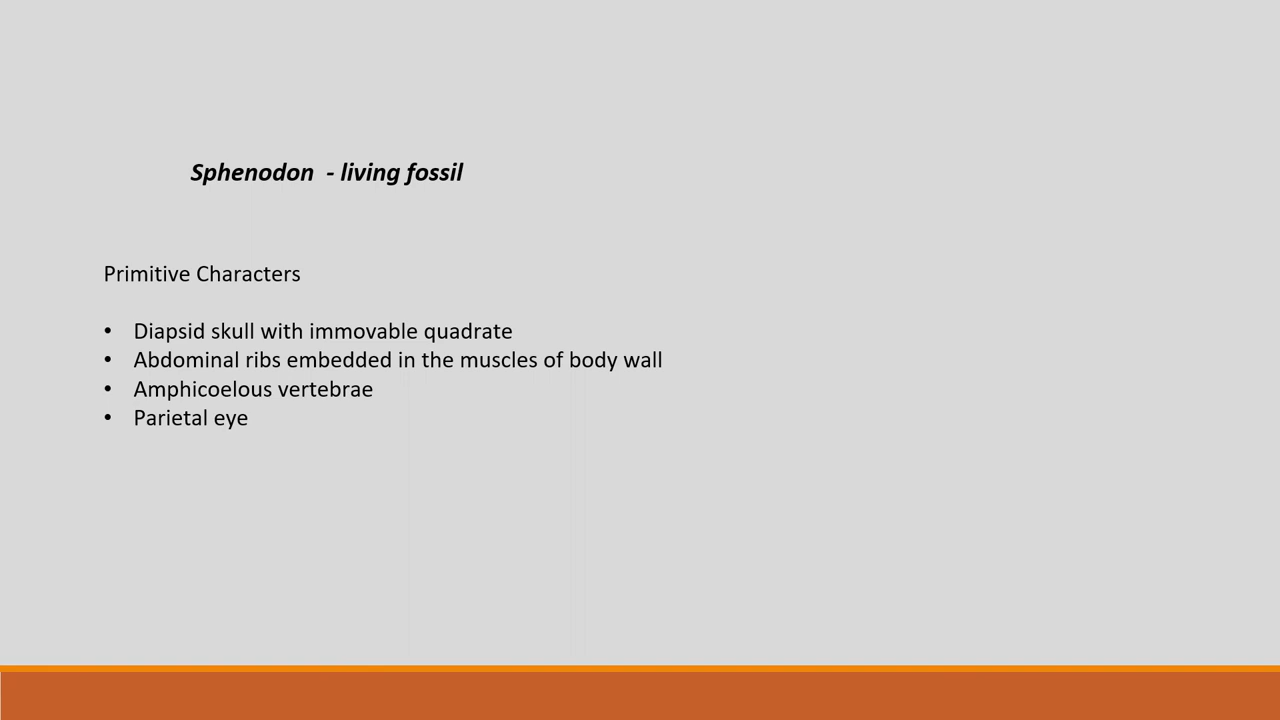 Sphenodon  - living fossil
Primitive Characters
• Diapsid skull with immovable quadrate
• Abdominal ribs embedded in the muscles of body wall
• Amphicoelous vertebrae
• Parietal eye